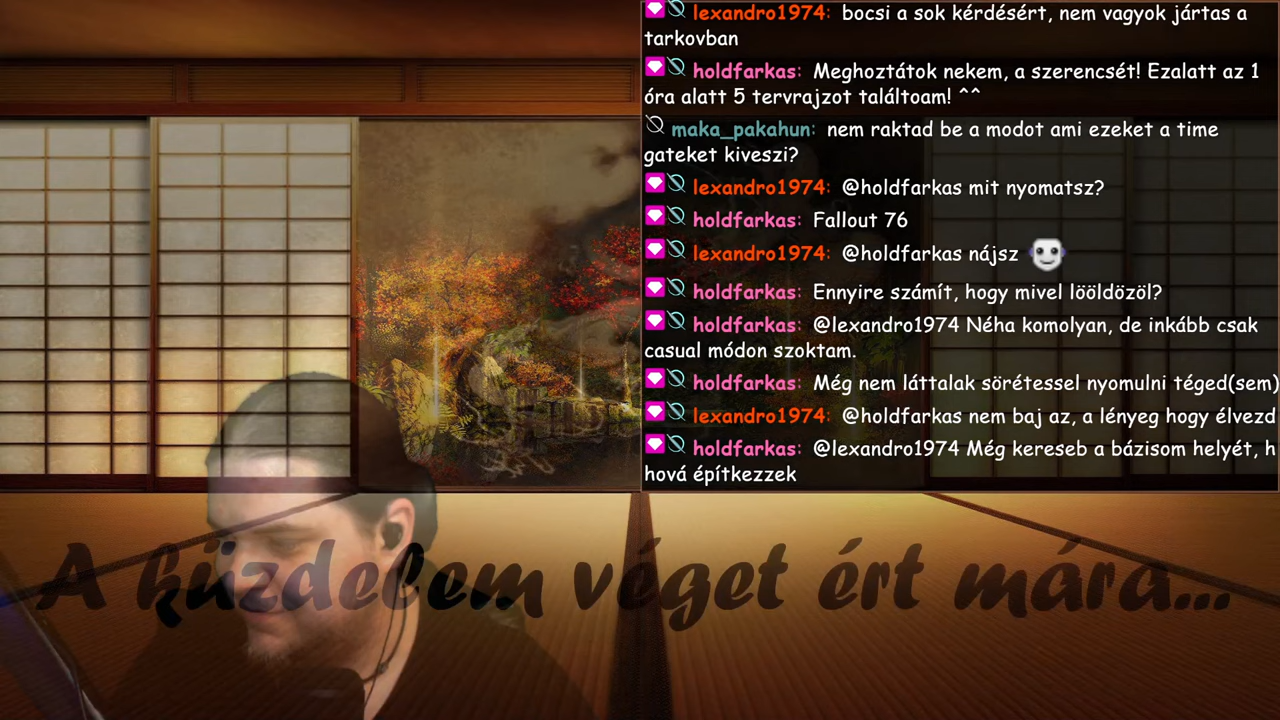 lexandro1974: bocsi a sok kérdésért, nem vagyok jártas a
tarkovban
holdfarkas: Meghoztátok nekem, a szerencsét! Ezalatt az 1
óra alatt 5 tervrajzot találtoam! ^^
maka_pakahun: nem raktad be a modot ami ezeket a time
gateket kiveszi?
lexandro1974: @holdfarkas mit nyomatsz?
holdfarkas: Fallout 76
lexandro1974: @holdfarkas nájsz
holdfarkas: Ennyire számít, hogy mivel lööldözöl?
holdfarkas: @lexandro1974 Néha komolyan, de inkább csak
casual módon szoktam.
holdfarkas: Még nem láttalak sörétessel nyomulni téged(sem)
lexandro1974: @holdfarkas nem baj az, a lényeg hogy élvezd
holdfarkas: @lexandro1974 Még kereseb a bázisom helyét, h
hová építkezzek
A küzdelem véget ért mára...